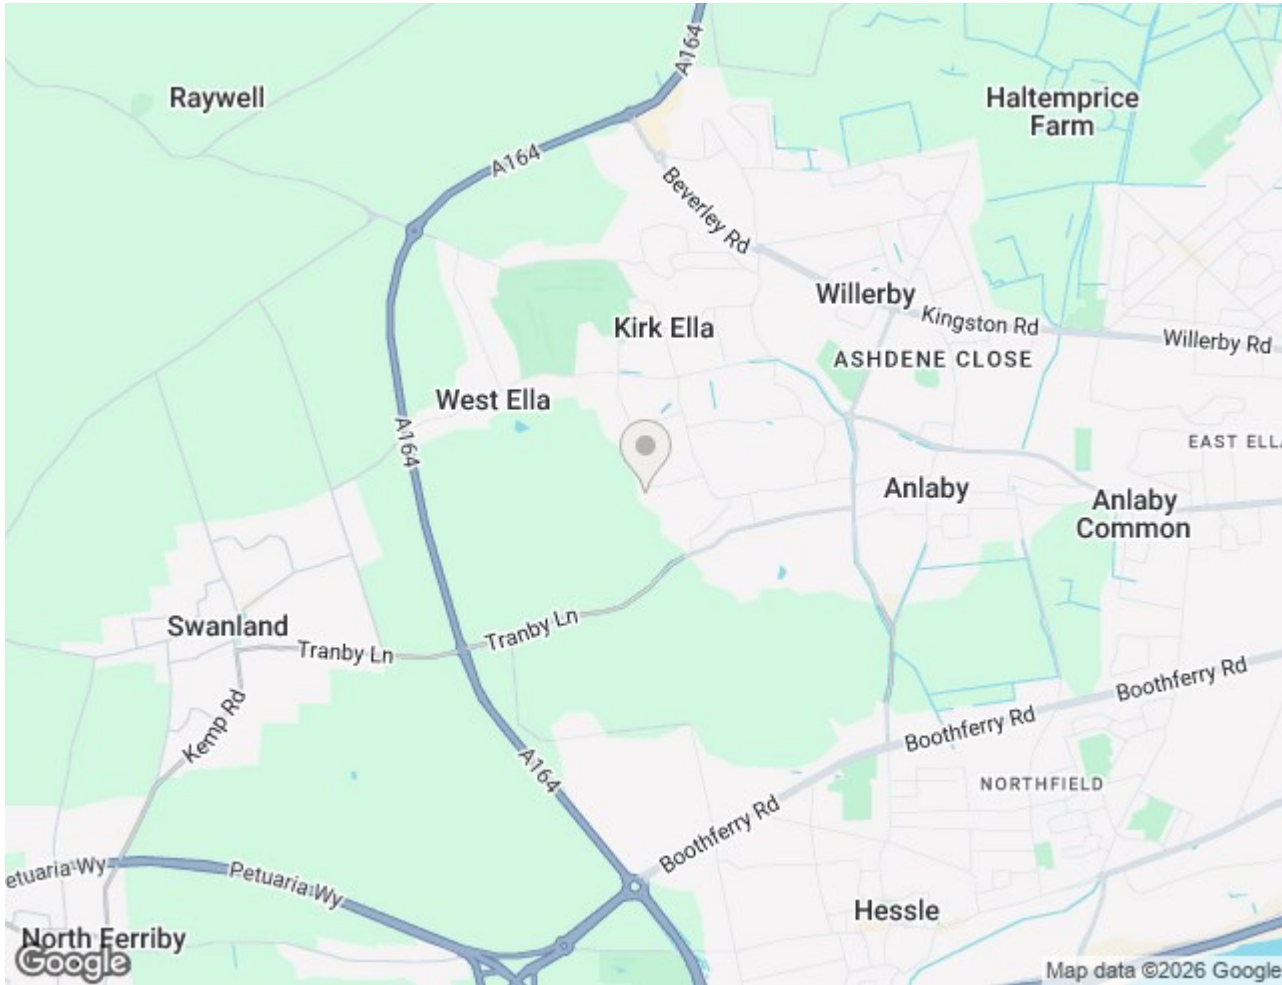 A164
Raywell
Haltemprice
Farm
A164
Beverley Rd
Willerby
Kirk Ella
Kingston Rd
Willerby Rd
ASHDENE CLOSE
West Ella
A164
EAST ELLA
Anlaby
Anlaby
Common
Swanland
Tranby Ln
Tranby Ln
Kemp Rd
Boothferry Rd
Boothferry Rd
A164
NORTHFIELD
Boothferry Rd
etuaria Wy
Petuaria Wy
Hessle
North Ferriby
Google
Map data ©2026 Google